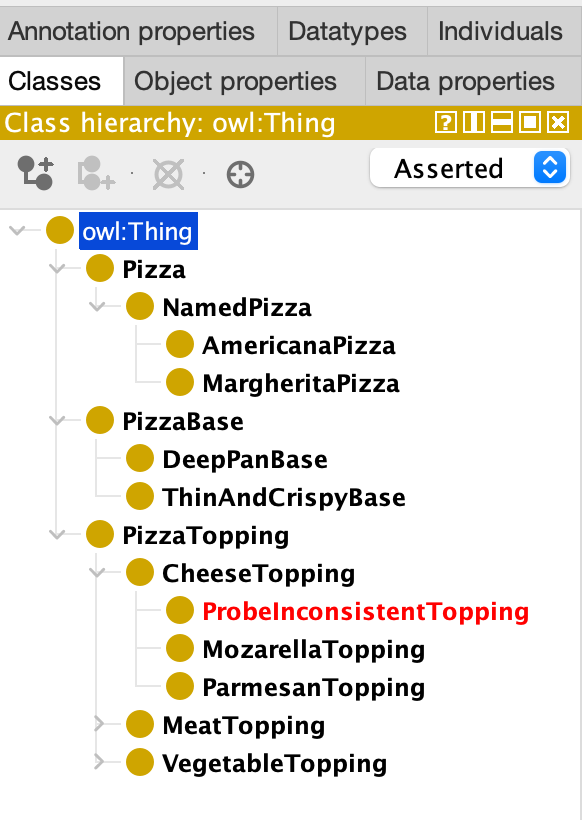 Annotation properties Datatypes Individuals
Classes Object properties Data properties
Class hierarchy: owl:Thing
Asserted
owl:Thing
Pizza
NamedPizza
AmericanaPizza
MargheritaPizza
PizzaBase
DeepPanBase
ThinAndCrispyBase
PizzaTopping
CheeseTopping
ProbeInconsistentTopping
MozarellaTopping
ParmesanTopping
MeatTopping
VegetableTopping